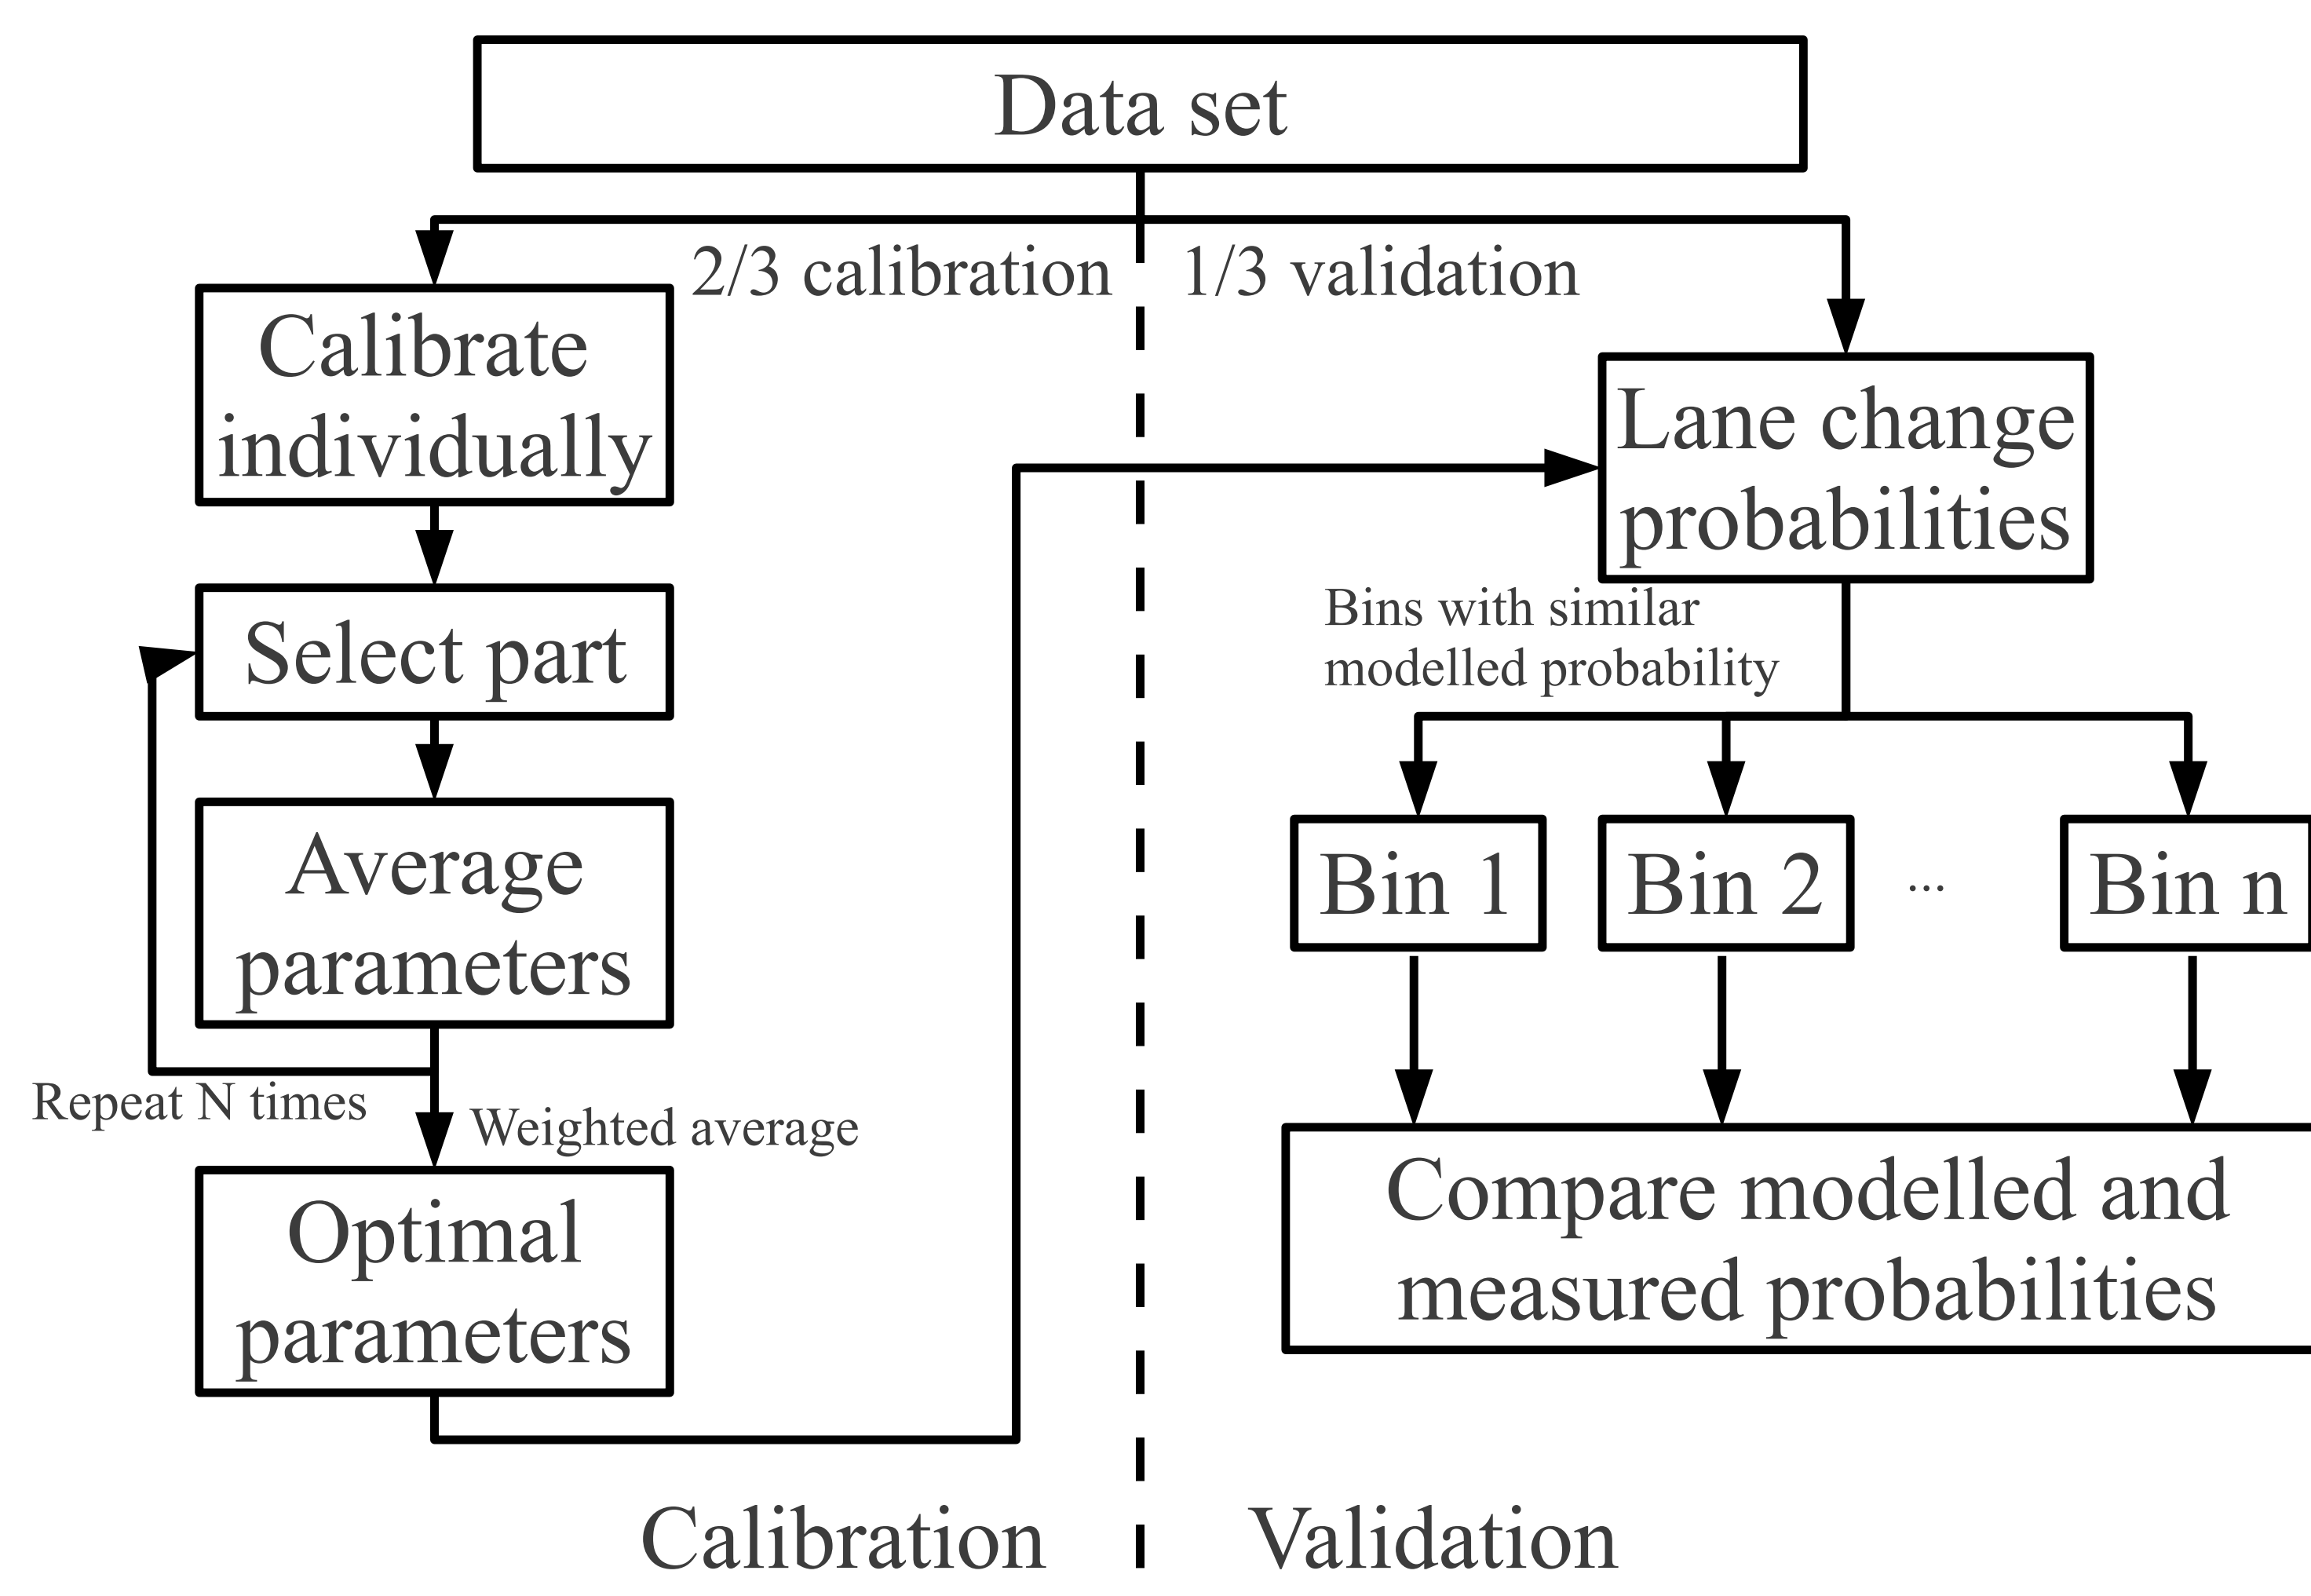 Data set
2/3 calibration
1/3 validation
Calibrate
individually
Lane change
probabilities
Select part
Bins with similar
modelled probability
Average
parameters
Bin 1
Bin 2
...
Bin n
Repeat N times
Weighted average
Optimal
parameters
Compare modelled and
measured probabilities
Calibration
Validation